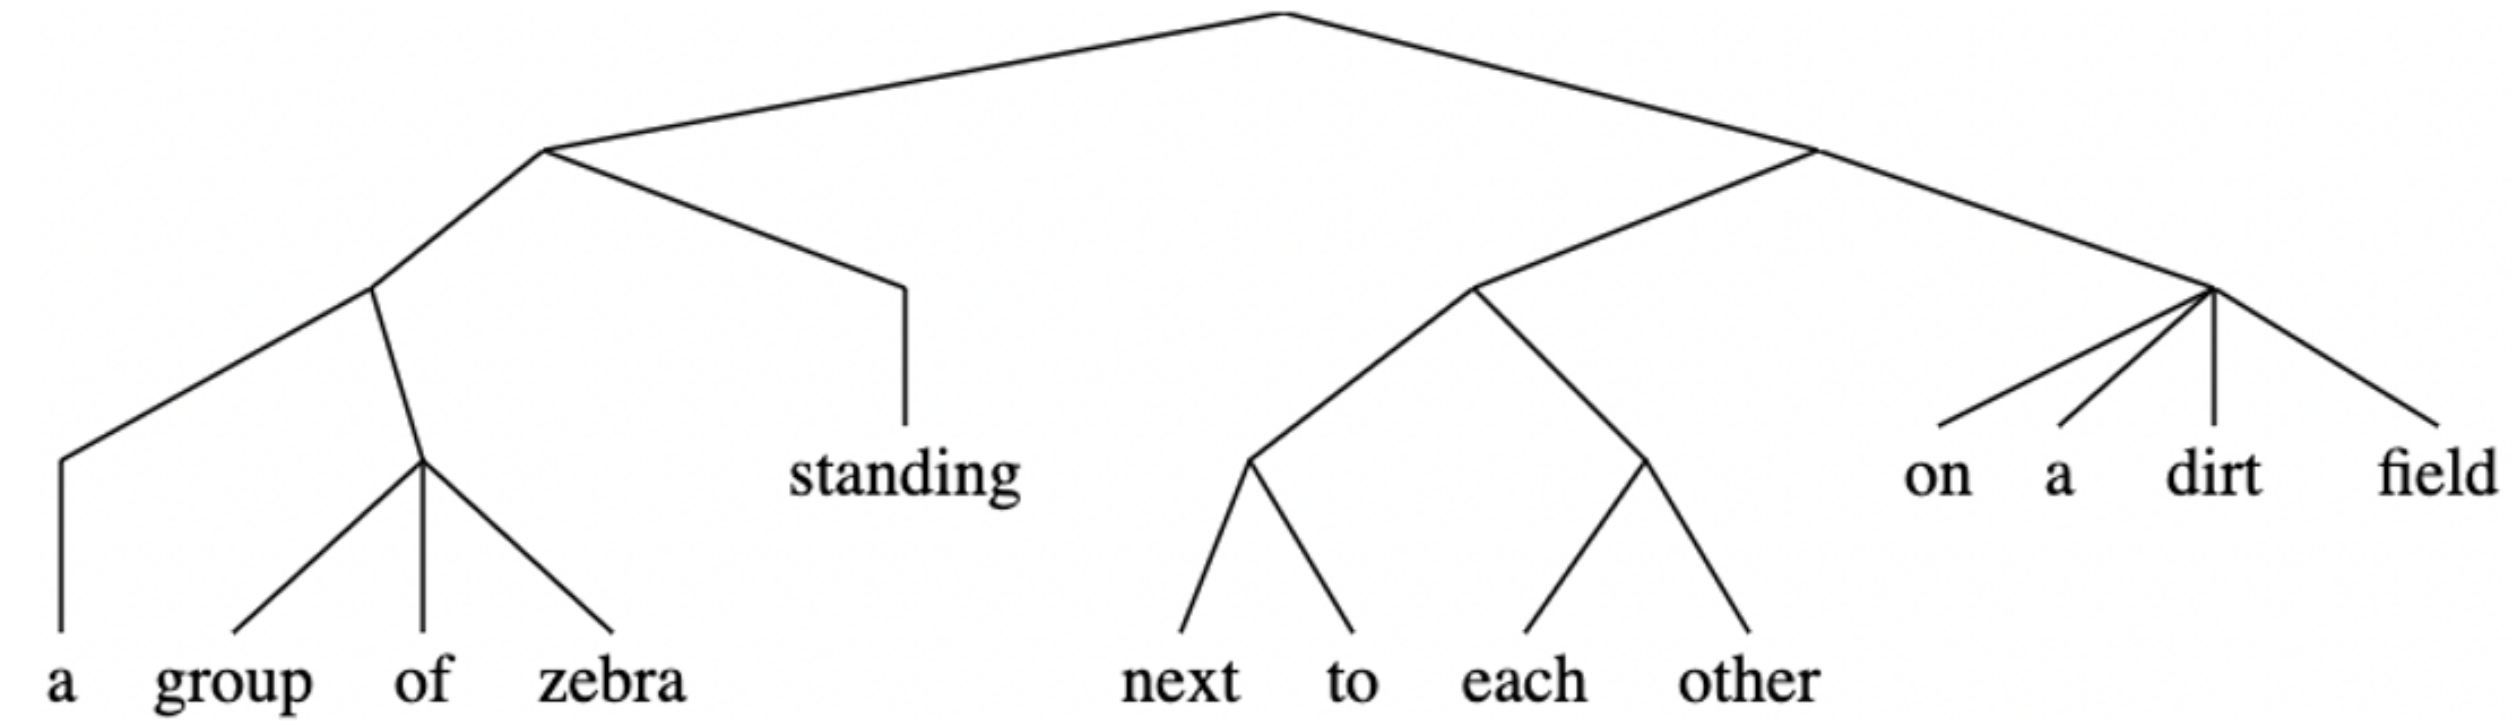 a group of zebra standing next to each other on a dirt field